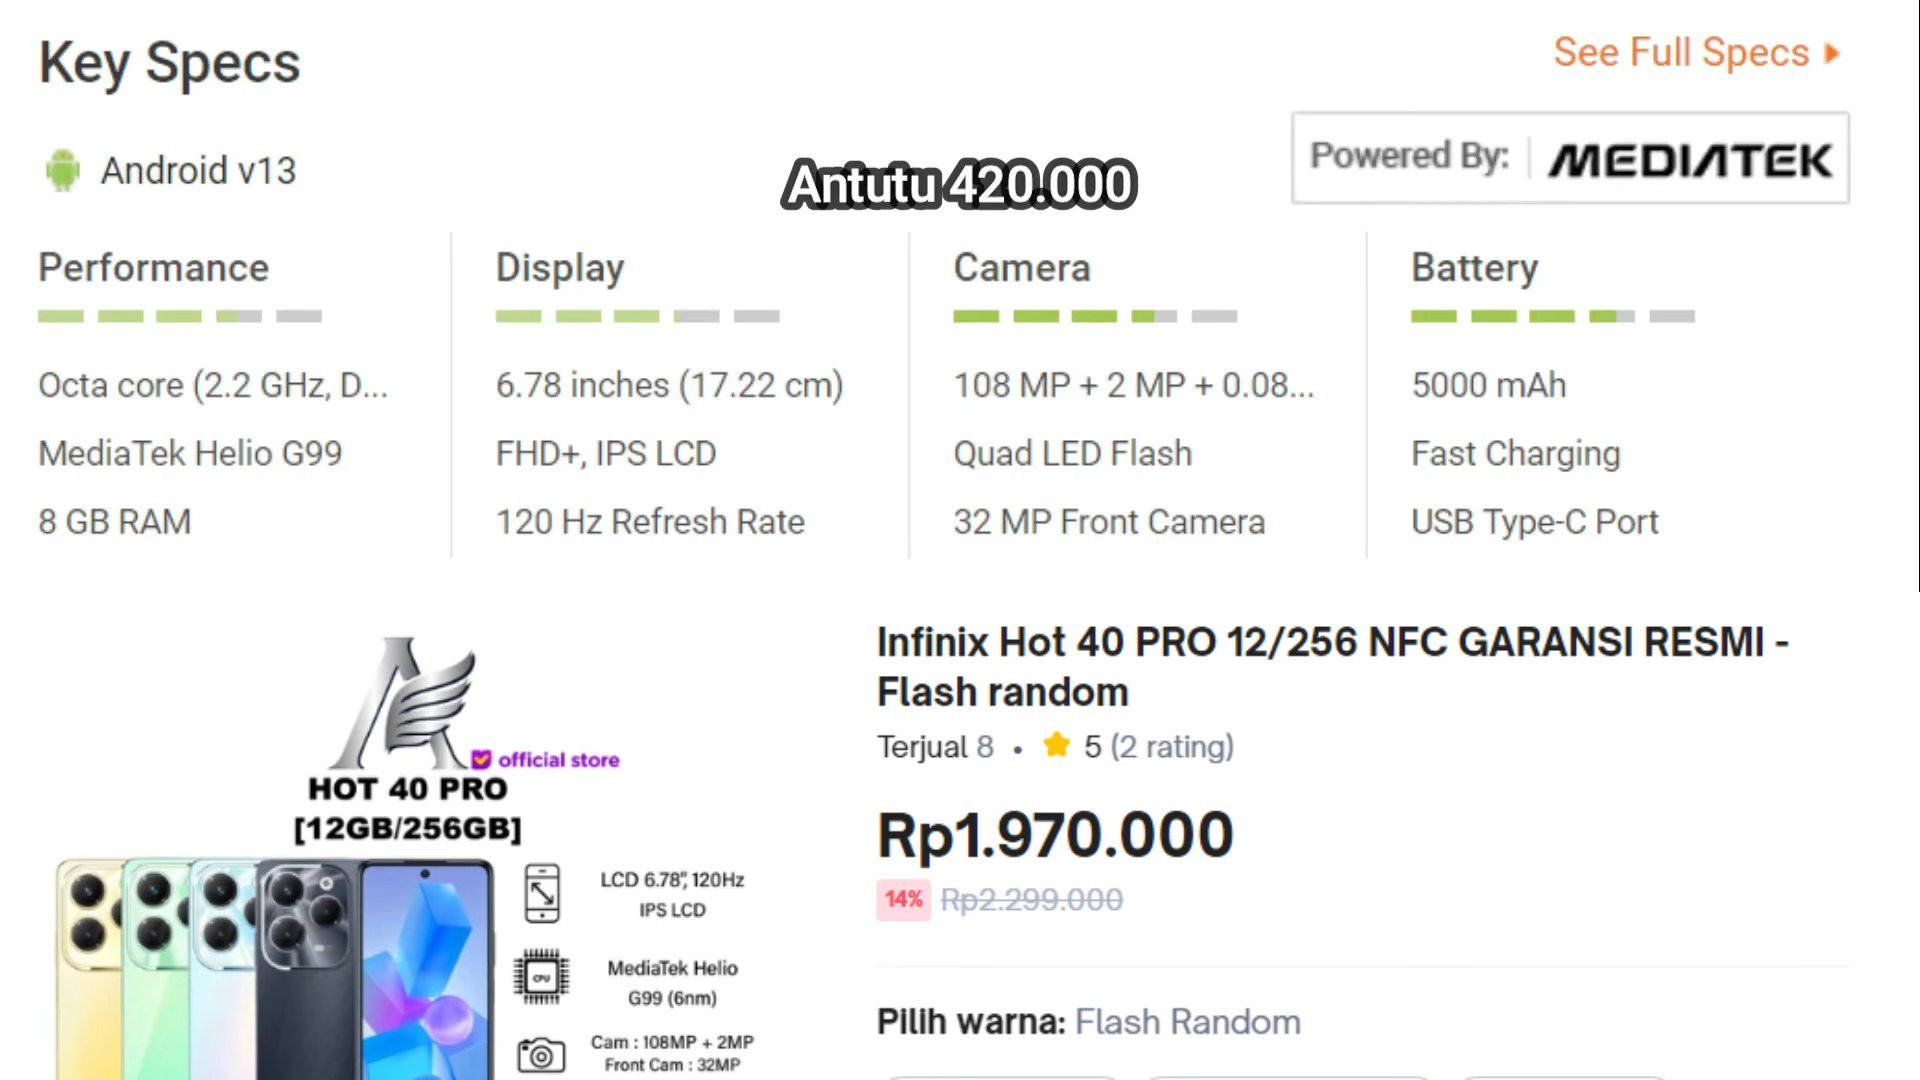 Key Specs
See Full Specs
Android v13
Antutu 420.000
Powered By: MEDIATEK
Performance
Octa core (2.2 GHz, D...
MediaTek Helio G99
8 GB RAM
Display
6.78 inches (17.22 cm)
FHD+, IPS LCD
120 Hz Refresh Rate
Camera
108 MP + 2 MP + 0.08...
Quad LED Flash
32 MP Front Camera
Battery
5000 mAh
Fast Charging
USB Type-C Port
official store
HOT 40 PRO
[12GB/256GB]
LCD 6.78", 120Hz
IPS LCD
CPU
MediaTek Helio
G99 (6nm)
Cam : 108MP + 2MP
Front Cam : 32MP
Infinix Hot 40 PRO 12/256 NFC GARANSI RESMI -
Flash random
Terjual 8 • 5 (2 rating)
Rp1.970.000
14% Rp2.299.000
Pilih warna: Flash Random